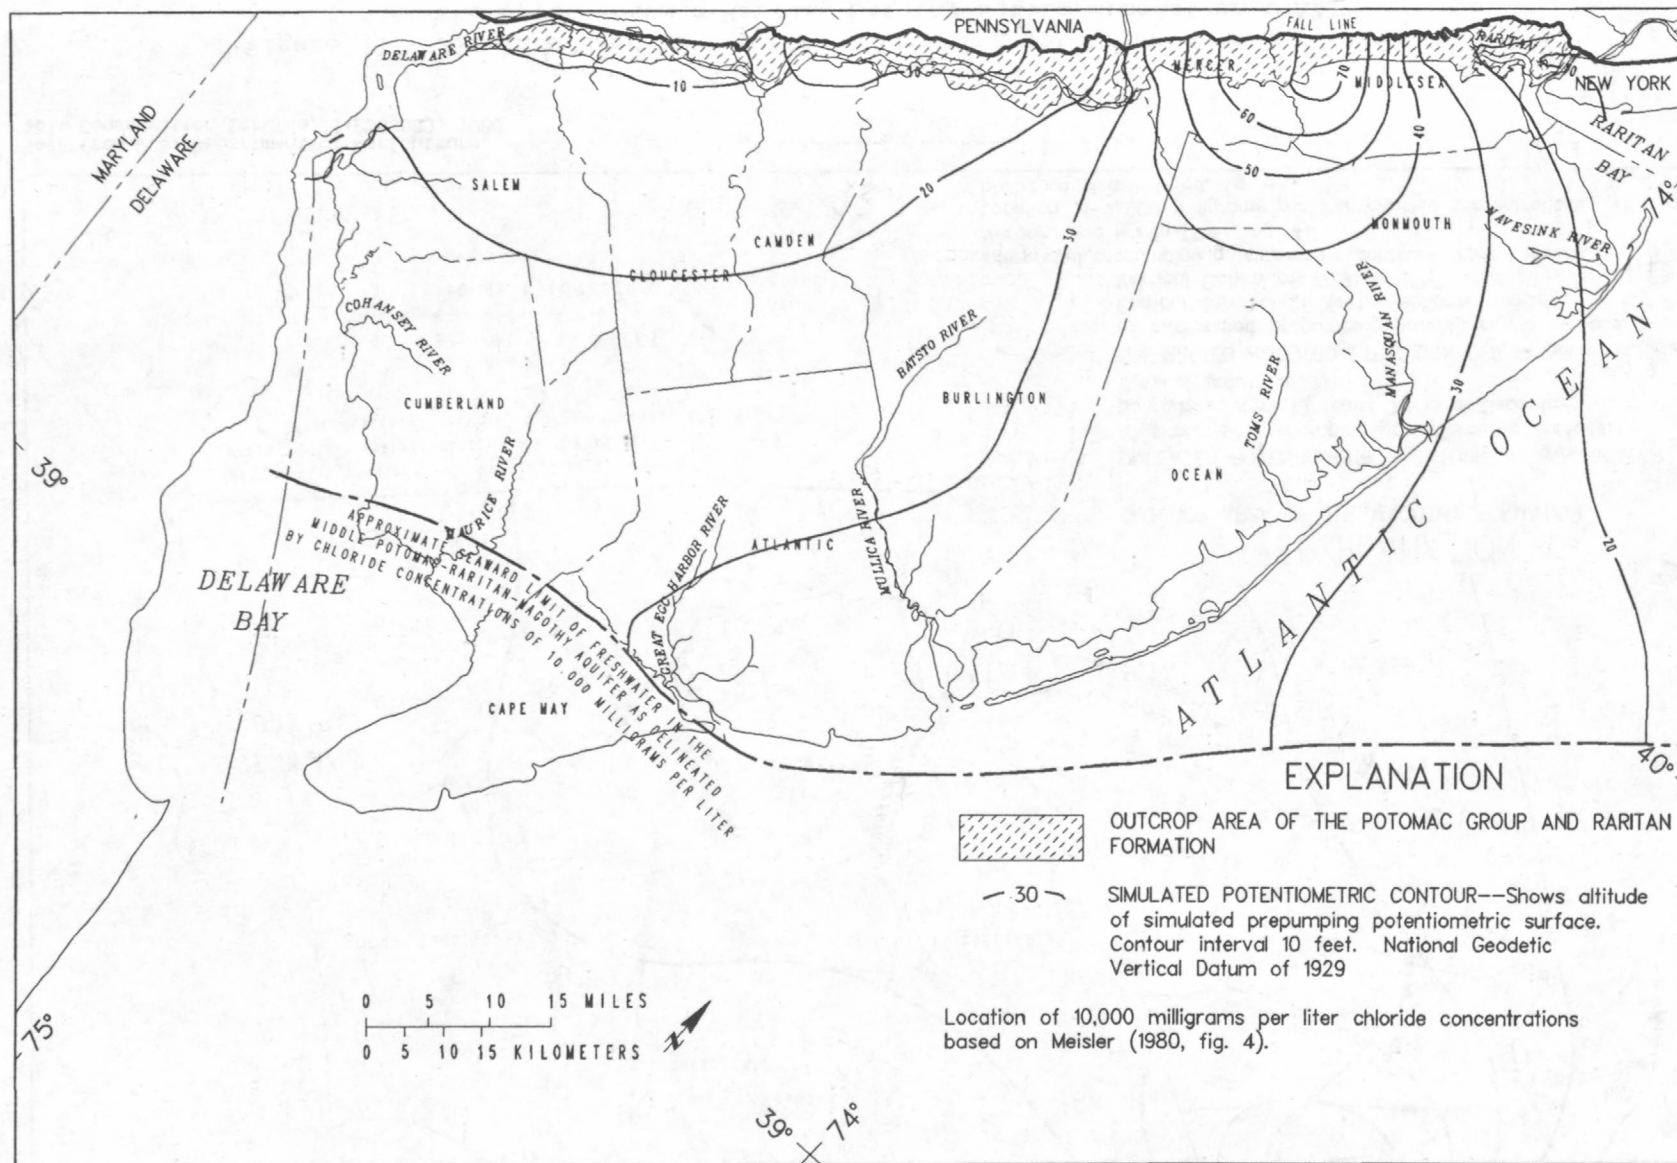 PENNSYLVANIA
FALL LINE
DELAWARE RIVER
RARITAN
MERCER
MIDDLESEX
NEW YORK
10
30
70
60
50
40
20
30
RARITAN
BAY
74°
MARYLAND
DELAWARE
SALEM
CAMDEN
GLOUCESTER
MONMOUTH
NAVESINK RIVER
COHANSEY
RIVER
BATSTO RIVER
MANASQUAN RIVER
TOMS RIVER
CUMBERLAND
BURLINGTON
30
OCEAN
39°
MAURICE RIVER
ATLANTIC
MULLICA RIVER
GREAT EGG HARBOR RIVER
20
ATLANTIC OCEAN
APPROXIMATE SEAWARD LIMIT OF FRESHWATER IN THE
MIDDLE POTOMAC-RARITAN-MAGOTHY AQUIFER AS DELINEATED
BY CHLORIDE CONCENTRATIONS OF 10 000 MILLIGRAMS PER LITER
DELAWARE
BAY
CAPE MAY
40°
EXPLANATION
OUTCROP AREA OF THE POTOMAC GROUP AND RARITAN
FORMATION
30
SIMULATED POTENTIOMETRIC CONTOUR--Shows altitude
of simulated prepumping potentiometric surface.
Contour interval 10 feet. National Geodetic
Vertical Datum of 1929
Location of 10,000 milligrams per liter chloride concentrations
based on Meisler (1980, fig. 4).
0 5 10 15 MILES
0 5 10 15 KILOMETERS
N
75°
39°
74°